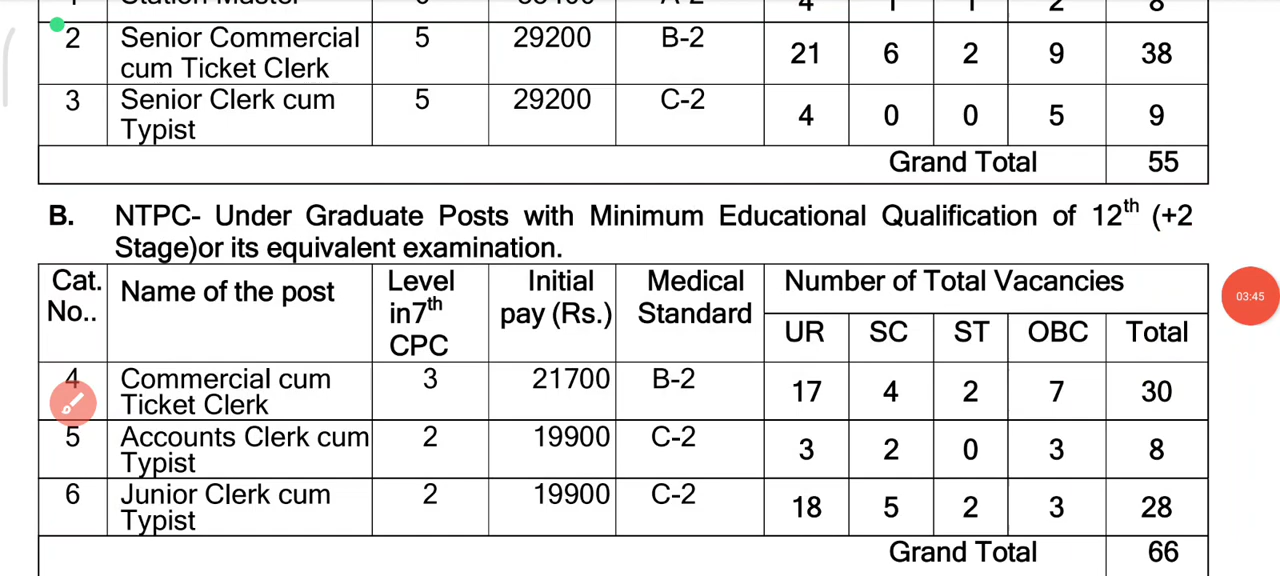 4 1 1 2 8
2 Senior Commercial cum Ticket Clerk 5 29200 B-2 21 6 2 9 38
3 Senior Clerk cum Typist 5 29200 C-2 4 0 0 5 9
Grand Total 55
B. NTPC- Under Graduate Posts with Minimum Educational Qualification of 12th (+2
Stage)or its equivalent examination.
Cat. No.. Name of the post Level in7th CPC Initial pay (Rs.) Medical Standard Number of Total Vacancies
UR SC ST OBC Total
4 Commercial cum Ticket Clerk 3 21700 B-2 17 4 2 7 30
5 Accounts Clerk cum Typist 2 19900 C-2 3 2 0 3 8
6 Junior Clerk cum Typist 2 19900 C-2 18 5 2 3 28
Grand Total 66
03:45